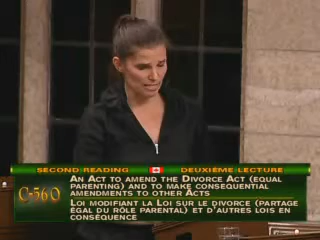 SECOND READING DEUXIÈME LECTURE
C-560
AN ACT TO AMEND THE DIVORCE ACT (EQUAL
PARENTING) AND TO MAKE CONSEQUENTIAL
AMENDMENTS TO OTHER ACTS
LOI MODIFIANT LA LOI SUR LE DIVORCE (PARTAGE
ÉGAL DU RÔLE PARENTAL) ET D'AUTRES LOIS EN
CONSÉQUENCE